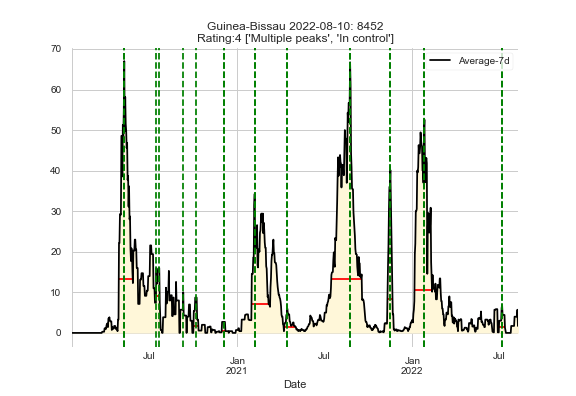 Guinea-Bissau 2022-08-10: 8452
Rating:4 ['Multiple peaks', 'In control']
70
Average-7d
60
50
40
30
20
10
0
Jul
Jan
2021
Jul
Jan
2022
Jul
Date